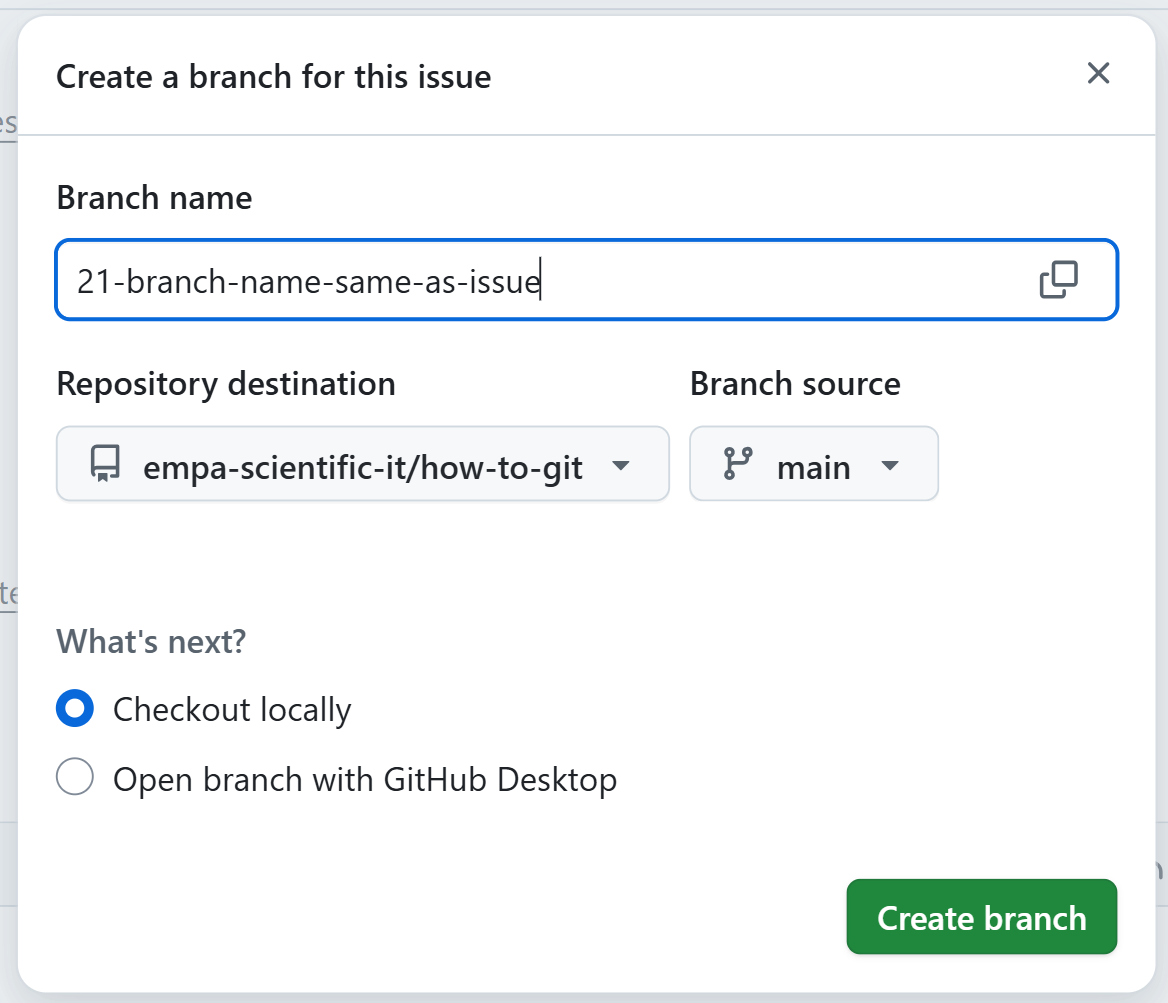 Create a branch for this issue
Branch name
21-branch-name-same-as-issue
Repository destination
Branch source
empa-scientific-it/how-to-git
main
What's next?
Checkout locally
Open branch with GitHub Desktop
Create branch